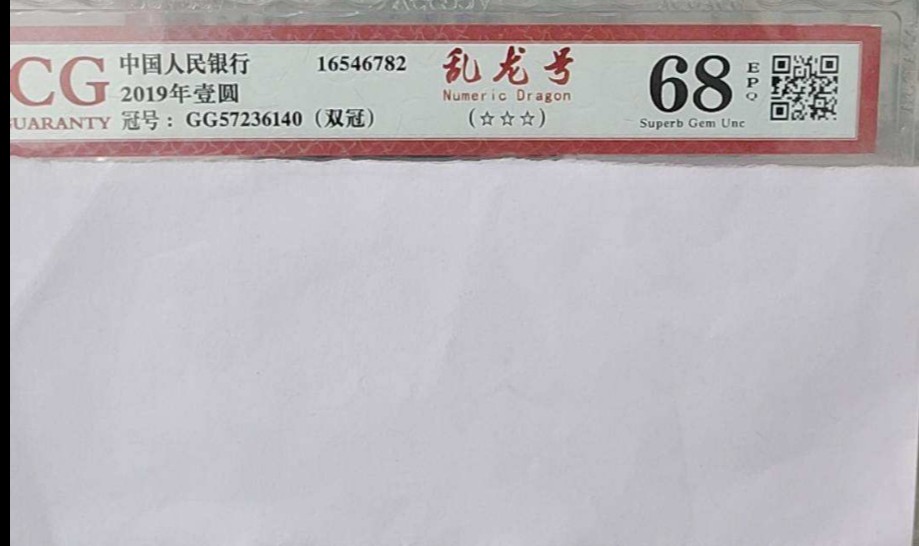 CG
UARANTY
中国人民银行 16546782
2019年壹圆
冠号：GG57236140（双冠）
乱龙号
Numeric Dragon
(☆☆☆)
68
EPQ
Superb Gem Unc